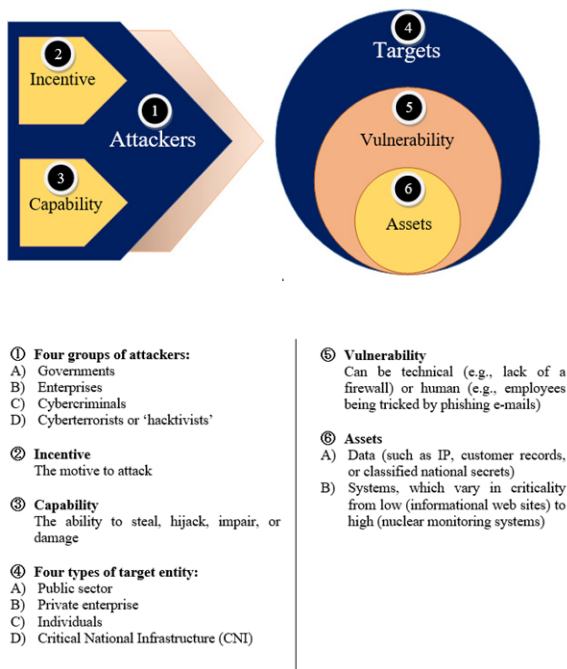 2
Incentive
1
Attackers
3
Capability
4
Targets
5
Vulnerability
6
Assets
① Four groups of attackers:
A) Governments
B) Enterprises
C) Cybercriminals
D) Cyberterrorists or ‘hacktivists’
② Incentive
The motive to attack
③ Capability
The ability to steal, hijack, impair, or
damage
④ Four types of target entity:
A) Public sector
B) Private enterprise
C) Individuals
D) Critical National Infrastructure (CNI)
⑤ Vulnerability
Can be technical (e.g., lack of a
firewall) or human (e.g., employees
being tricked by phishing e-mails)
⑥ Assets
A) Data (such as IP, customer records,
or classified national secrets)
B) Systems, which vary in criticality
from low (informational web sites) to
high (nuclear monitoring systems)